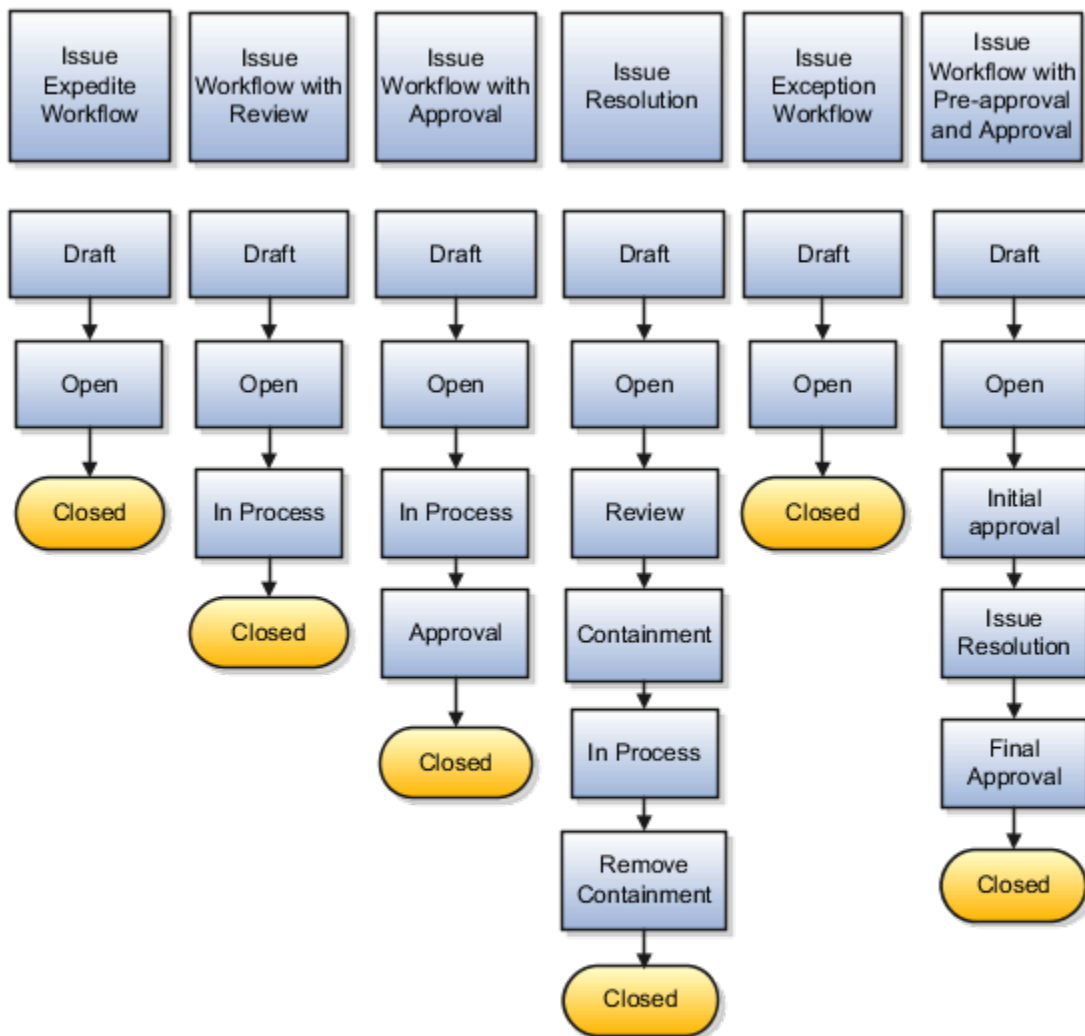 Issue
Expedite
Workflow
Issue
Workflow with
Review
Issue
Workflow with
Approval
Issue
Resolution
Issue
Exception
Workflow
Issue
Workflow with
Pre-approval
and Approval
Draft
Draft
Draft
Draft
Draft
Draft
Open
Open
Open
Open
Open
Open
Closed
In Process
In Process
Review
Closed
Initial
approval
Closed
Approval
Containment
Issue
Resolution
Closed
In Process
Final
Approval
Remove
Containment
Closed
Closed